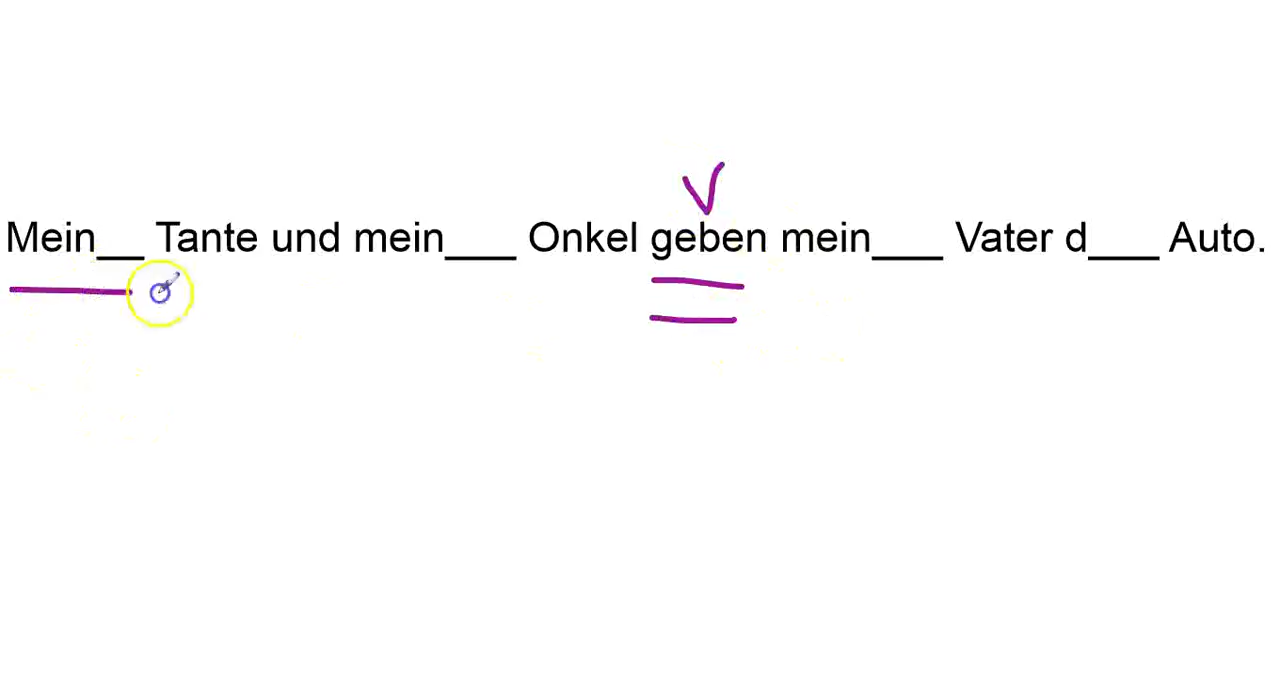 V
Mein__ Tante und mein___ Onkel geben mein___ Vater d___ Auto.